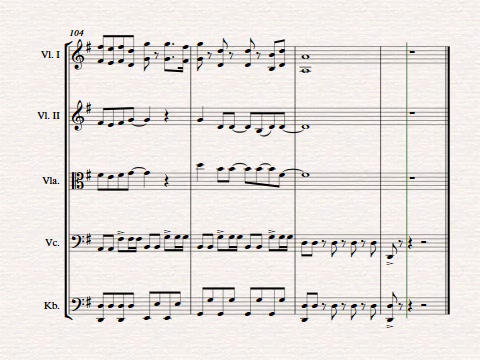 104
Vl. I
Vl. II
Vla.
Vc.
Kb.